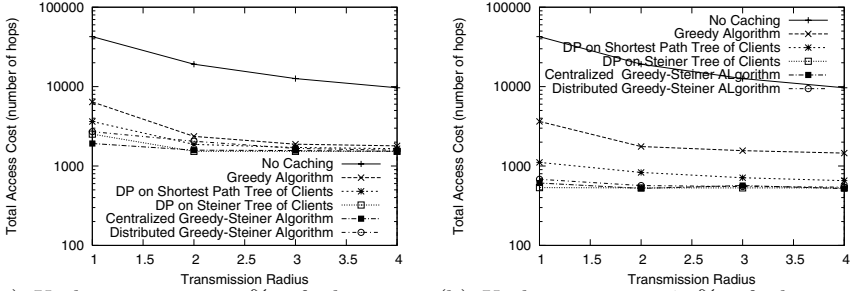 100000
10000
1000
100
Total Access Cost (number of hops)
No Caching
Greedy Algorithm
DP on Shortest Path Tree of Clients
DP on Steiner Tree of Clients
Centralized Greedy-Steiner Algorithm
Distributed Greedy-Steiner Algorithm
1 1.5 2 2.5 3 3.5 4
Transmission Radius
100000
10000
1000
100
Total Access Cost (number of hops)
No Caching
Greedy Algorithm
DP on Shortest Path Tree of Clients
DP on Steiner Tree of Clients
Centralized Greedy-Steiner ALgorithm
Distributed Greedy-Steiner ALgorithm
1 1.5 2 2.5 3 3.5 4
Transmission Radius